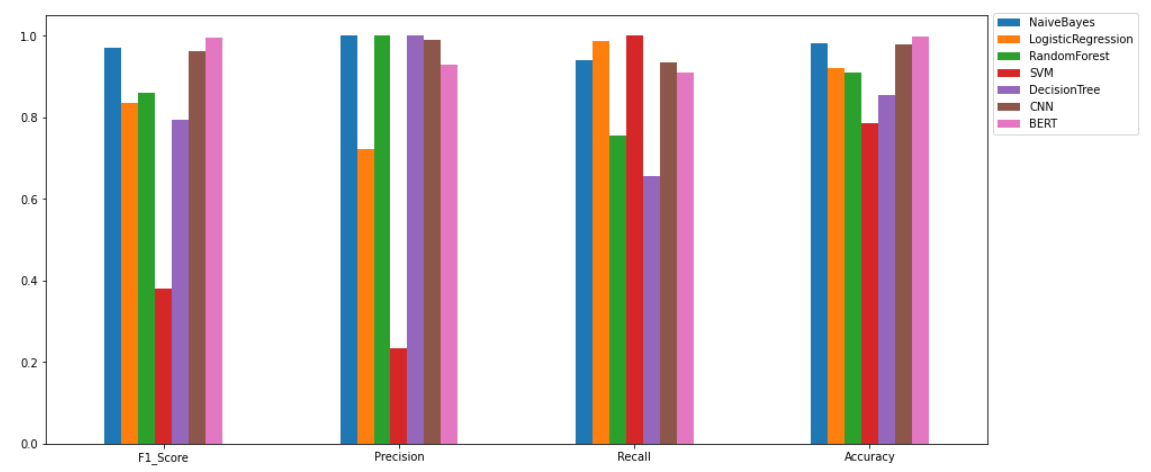 1.0
0.8
0.6
0.4
0.2
0.0
F1_Score
Precision
Recall
Accuracy
NaiveBayes
LogisticRegression
RandomForest
SVM
DecisionTree
CNN
BERT